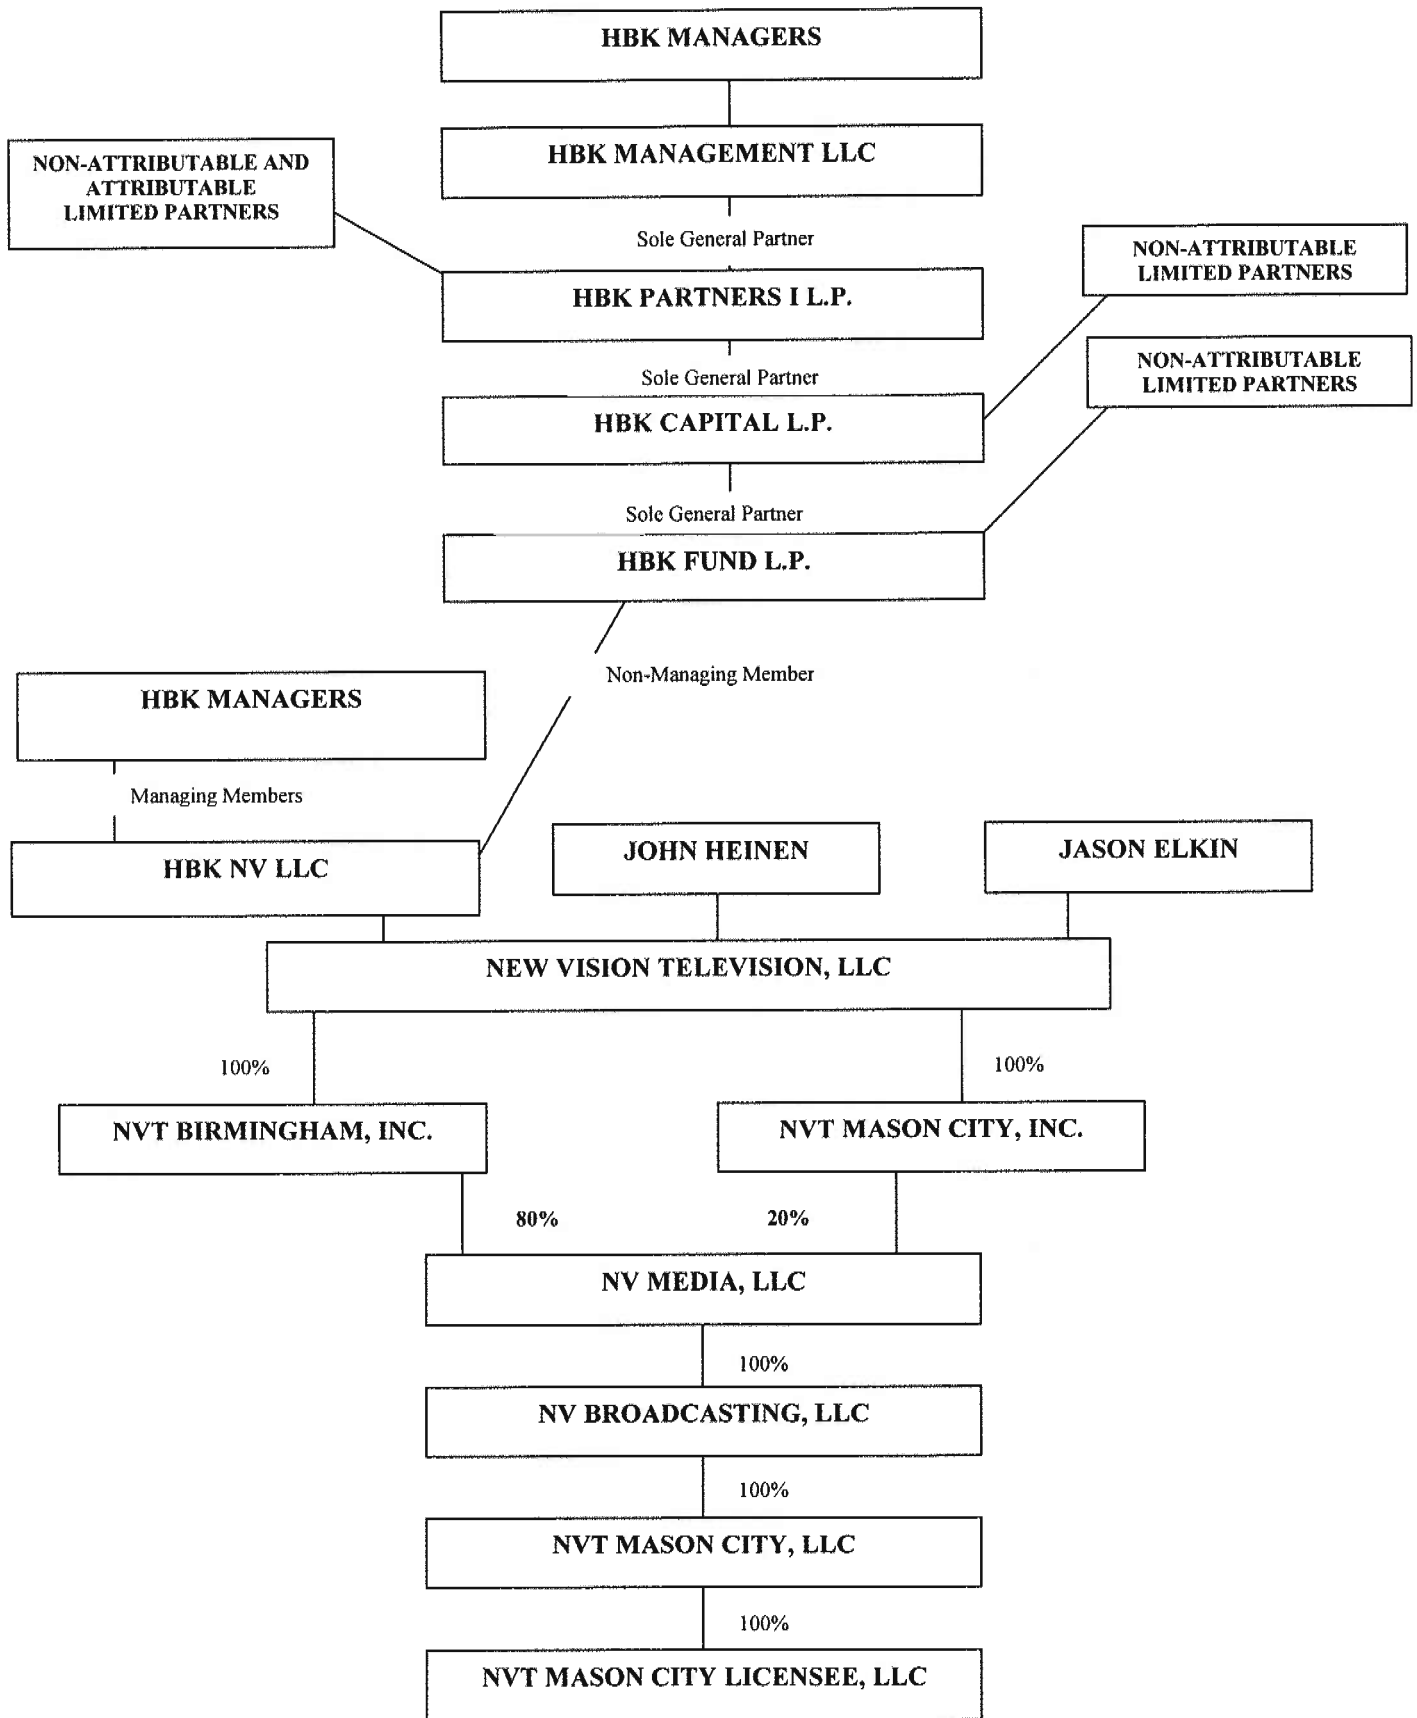 HBK MANAGERS
HBK MANAGEMENT LLC
NON-ATTRIBUTABLE AND
ATTRIBUTABLE
LIMITED PARTNERS
Sole General Partner
NON-ATTRIBUTABLE
LIMITED PARTNERS
HBK PARTNERS I L.P.
NON-ATTRIBUTABLE
LIMITED PARTNERS
Sole General Partner
HBK CAPITAL L.P.
Sole General Partner
HBK FUND L.P.
Non-Managing Member
HBK MANAGERS
Managing Members
HBK NV LLC
JOHN HEINEN
JASON ELKIN
NEW VISION TELEVISION, LLC
100%
100%
NVT BIRMINGHAM, INC.
NVT MASON CITY, INC.
80%
20%
NV MEDIA, LLC
100%
NV BROADCASTING, LLC
100%
NVT MASON CITY, LLC
100%
NVT MASON CITY LICENSEE, LLC